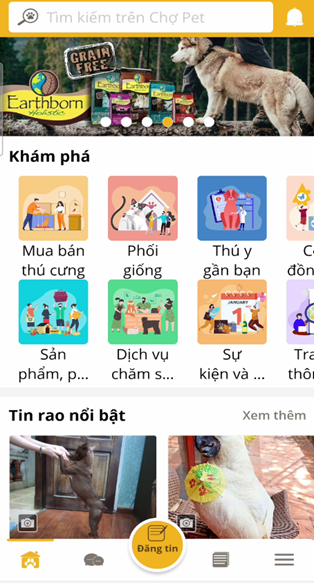 Tìm kiếm trên Chợ Pet
GRAIN
FREE
Earthborn
Holistic
Khám phá
Mua bán
thú cưng
Phối
giống
Thú y
gần bạn
C
đồn
JANUARY
1
Sản
phẩm, p...
Dịch vụ
chăm s...
Sự
kiện và ...
Tra
thôn
Tin rao nổi bật
Xem thêm
Đăng tin